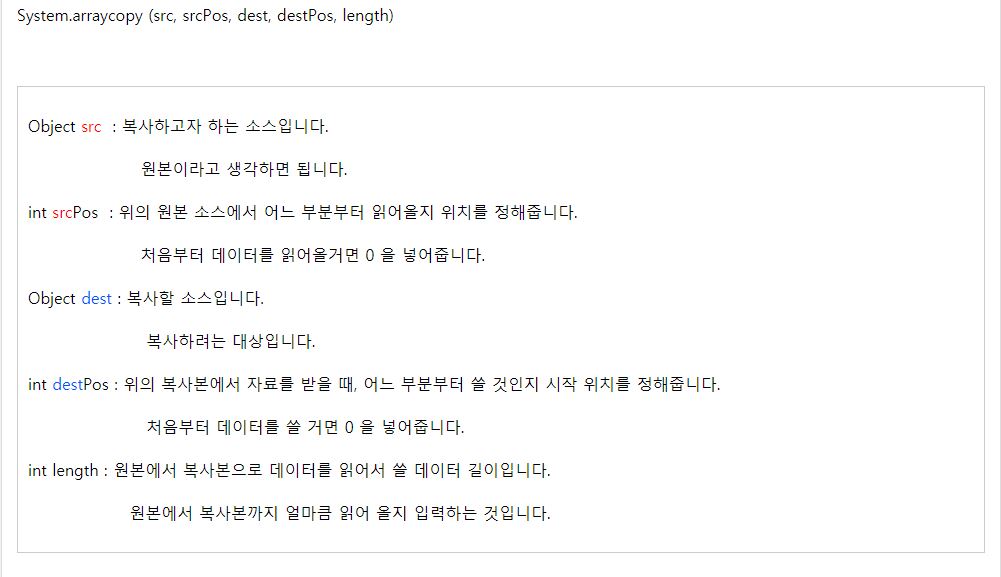 System.arraycopy (src, srcPos, dest, destPos, length)
Object src : 복사하고자 하는 소스입니다.
원본이라고 생각하면 됩니다.
int srcPos : 위의 원본 소스에서 어느 부분부터 읽어올지 위치를 정해줍니다.
처음부터 데이터를 읽어올거면 0 을 넣어줍니다.
Object dest : 복사할 소스입니다.
복사하려는 대상입니다.
int destPos : 위의 복사본에서 자료를 받을 때, 어느 부분부터 쓸 것인지 시작 위치를 정해줍니다.
처음부터 데이터를 쓸 거면 0 을 넣어줍니다.
int length : 원본에서 복사본으로 데이터를 읽어서 쓸 데이터 길이입니다.
원본에서 복사본까지 얼마큼 읽어 올지 입력하는 것입니다.